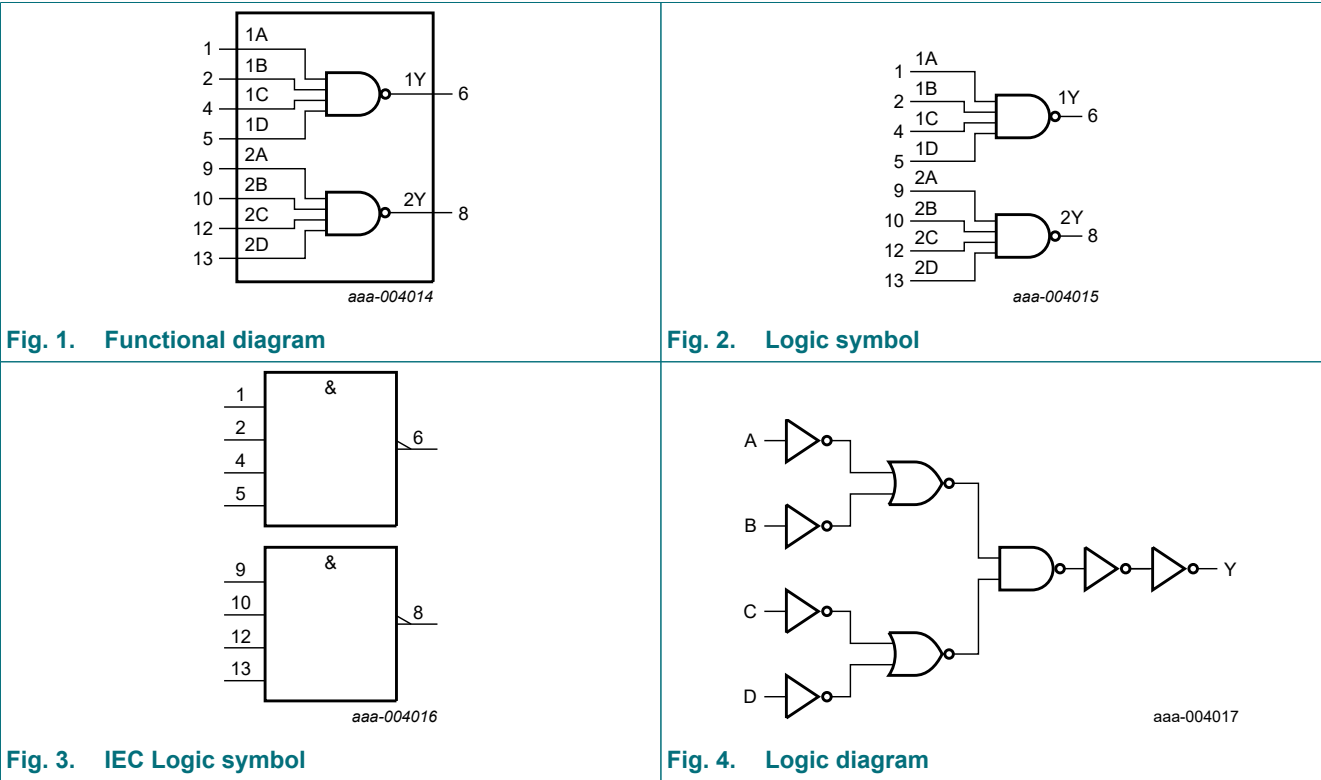 1 1A
2 1B
4 1C
5 1D
1Y 6
9 2A
10 2B
12 2C
13 2D
2Y 8
aaa-004014
Fig. 1. Functional diagram
1 1A
2 1B
4 1C
5 1D
1Y 6
9 2A
10 2B
12 2C
13 2D
2Y 8
aaa-004015
Fig. 2. Logic symbol
&
1
2
4
5
6
&
9
10
12
13
8
aaa-004016
Fig. 3. IEC Logic symbol
A
B
C
D
Y
aaa-004017
Fig. 4. Logic diagram